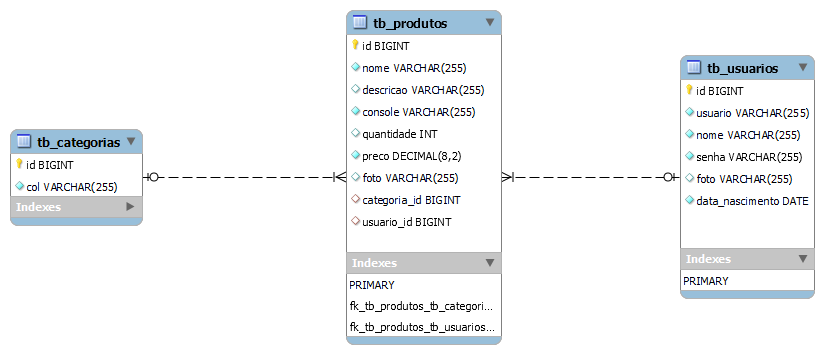 tb_categorias
id BIGINT
col VARCHAR(255)
Indexes
tb_produtos
id BIGINT
nome VARCHAR(255)
descricao VARCHAR(255)
console VARCHAR(255)
quantidade INT
preco DECIMAL(8,2)
foto VARCHAR(255)
categoria_id BIGINT
usuario_id BIGINT
Indexes
PRIMARY
fk_tb_produtos_tb_categori...
fk_tb_produtos_tb_usuarios...
tb_usuarios
id BIGINT
usuario VARCHAR(255)
nome VARCHAR(255)
senha VARCHAR(255)
foto VARCHAR(255)
data_nascimento DATE
Indexes
PRIMARY